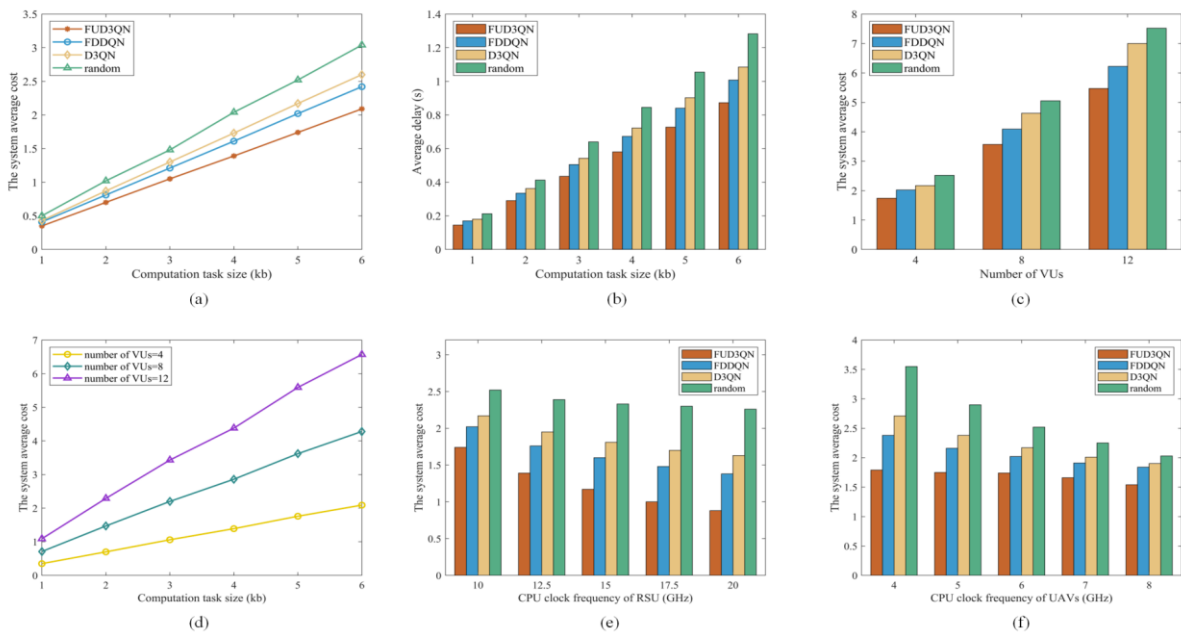 FUD3QN
FDDQN
D3QN
random
3.5
3
2.5
2
1.5
1
0.5
0
The system average cost
1 2 3 4 5 6
Computation task size (kb)
(a)
FUD3QN
FDDQN
D3QN
random
1.4
1.2
1
0.8
0.6
0.4
0.2
0
Average delay (s)
1 2 3 4 5 6
Computation task size (kb)
(b)
FUD3QN
FDDQN
D3QN
random
8
7
6
5
4
3
2
1
0
The system average cost
4 8 12
Number of VUs
(c)
number of VUs=4
number of VUs=8
number of VUs=12
7
6
5
4
3
2
1
0
The system average cost
1 2 3 4 5 6
Computation task size (kb)
(d)
FUD3QN
FDDQN
D3QN
random
3
2.5
2
1.5
1
0.5
0
The system average cost
10 12.5 15 17.5 20
CPU clock frequency of RSU (GHz)
(e)
FUD3QN
FDDQN
D3QN
random
4
3.5
3
2.5
2
1.5
1
0.5
0
The system average cost
4 5 6 7 8
CPU clock frequency of UAVs (GHz)
(f)